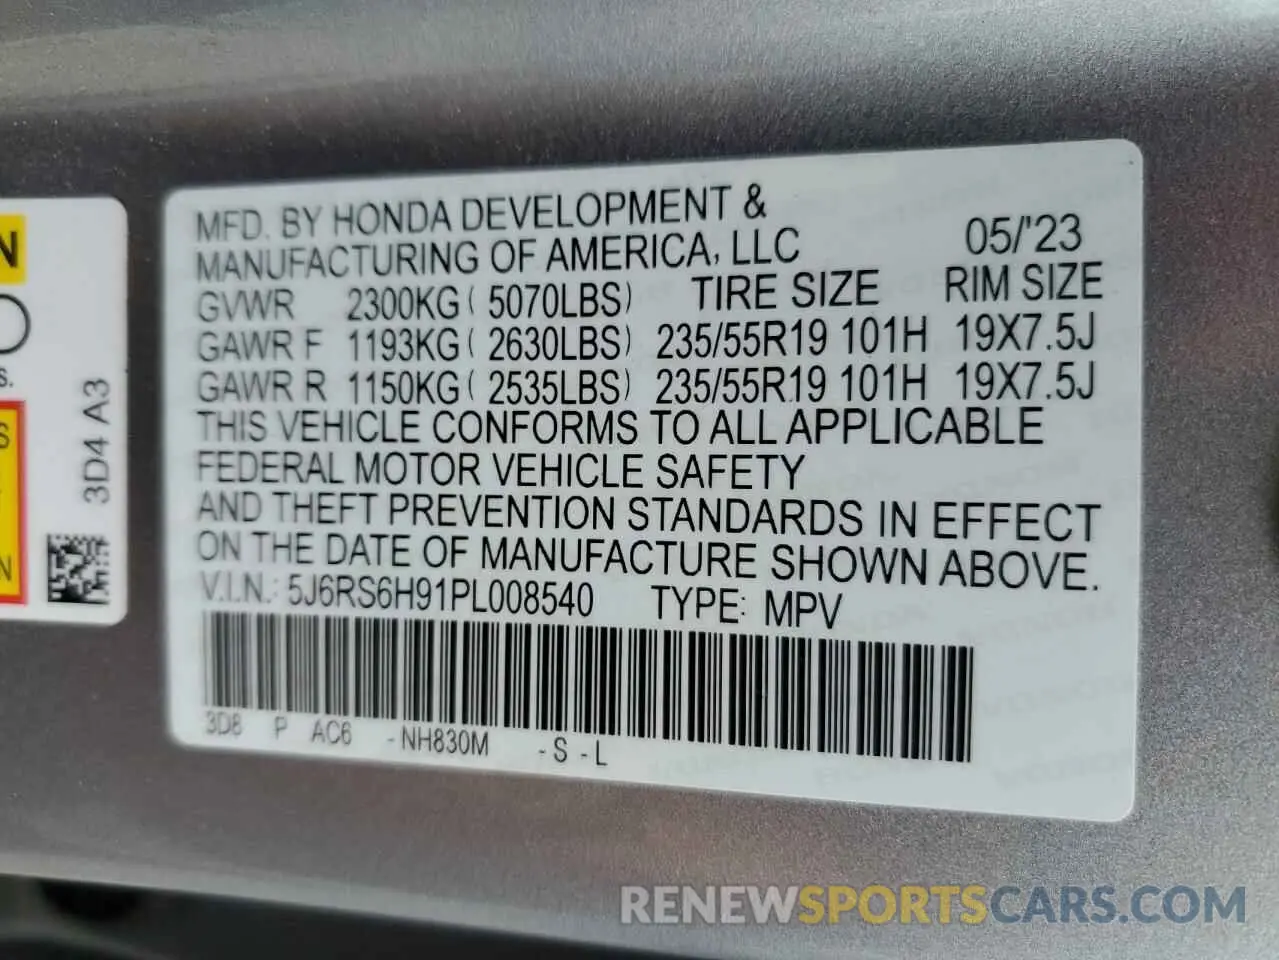 MFD. BY HONDA DEVELOPMENT &
MANUFACTURING OF AMERICA, LLC 05/'23
GVWR 2300KG ( 5070LBS) TIRE SIZE RIM SIZE
GAWR F 1193KG ( 2630LBS) 235/55R19 101H 19X7.5J
GAWR R 1150KG ( 2535LBS) 235/55R19 101H 19X7.5J
THIS VEHICLE CONFORMS TO ALL APPLICABLE
FEDERAL MOTOR VEHICLE SAFETY
AND THEFT PREVENTION STANDARDS IN EFFECT
ON THE DATE OF MANUFACTURE SHOWN ABOVE.
V.I.N.: 5J6RS6H91PL008540 TYPE: MPV
3D8 P AC6 -NH830M -S -L
3D4 A3
RENEWSPORTSCARS.COM